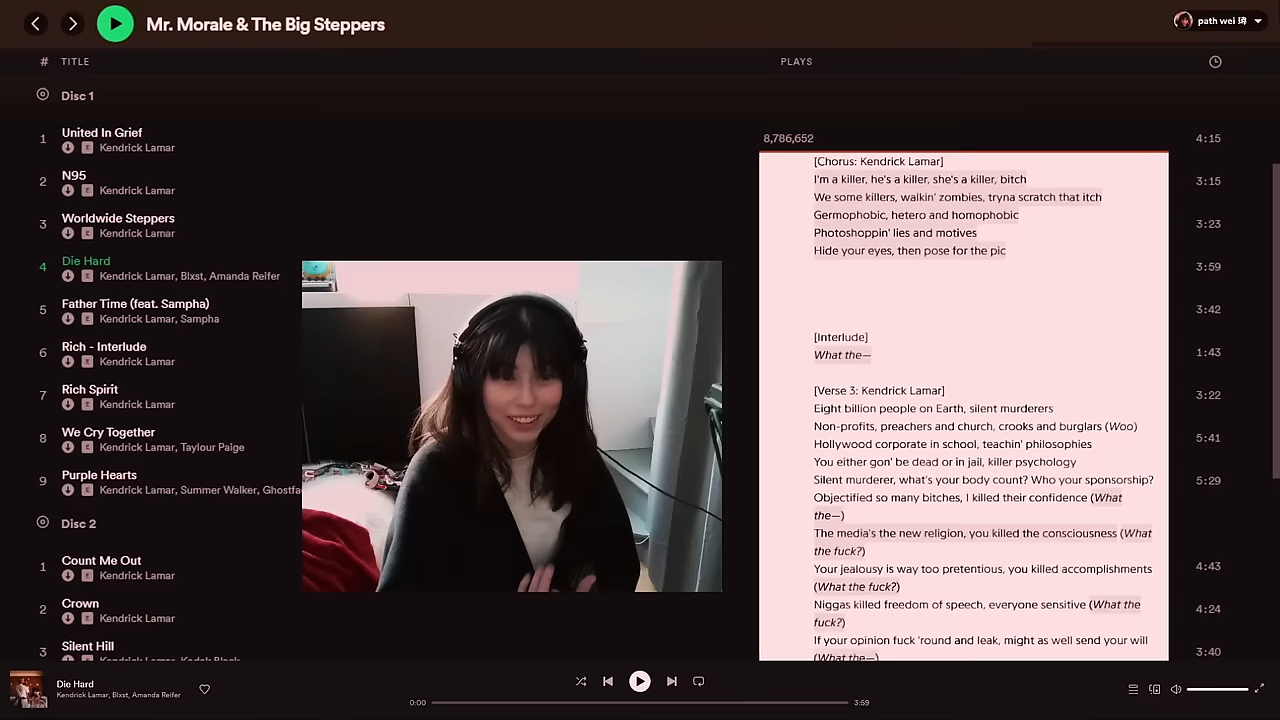 Mr. Morale & The Big Steppers
path wei 琦
# TITLE PLAYS
Disc 1
1 United In Grief 8,786,652 4:15
E Kendrick Lamar
2 N95 3:15
E Kendrick Lamar
3 Worldwide Steppers 3:23
E Kendrick Lamar
4 Die Hard 3:59
E Kendrick Lamar, Blxst, Amanda Reifer
5 Father Time (feat. Sampha) 3:42
E Kendrick Lamar, Sampha
6 Rich - Interlude 1:43
E Kendrick Lamar
7 Rich Spirit 3:22
E Kendrick Lamar
8 We Cry Together 5:41
E Kendrick Lamar, Taylour Paige
9 Purple Hearts 5:29
E Kendrick Lamar, Summer Walker, Ghostfa
Disc 2
1 Count Me Out 4:43
E Kendrick Lamar
2 Crown 4:24
E Kendrick Lamar
3 Silent Hill 3:40
E Kendrick Lamar, Kodak Black
[Chorus: Kendrick Lamar]
I'm a killer, he's a killer, she's a killer, bitch
We some killers, walkin' zombies, tryna scratch that itch
Germophobic, hetero and homophobic
Photoshoppin' lies and motives
Hide your eyes, then pose for the pic
[Interlude]
What the—
[Verse 3: Kendrick Lamar]
Eight billion people on Earth, silent murderers
Non-profits, preachers and church, crooks and burglars (Woo)
Hollywood corporate in school, teachin' philosophies
You either gon' be dead or in jail, killer psychology
Silent murderer, what's your body count? Who your sponsorship?
Objectified so many bitches, I killed their confidence (What
the—)
The media's the new religion, you killed the consciousness (What
the fuck?)
Your jealousy is way too pretentious, you killed accomplishments
(What the fuck?)
Niggas killed freedom of speech, everyone sensitive (What the
fuck?)
If your opinion fuck 'round and leak, might as well send your will
(What the—)
Die Hard
Kendrick Lamar, Blxst, Amanda Reifer
0:00 3:59